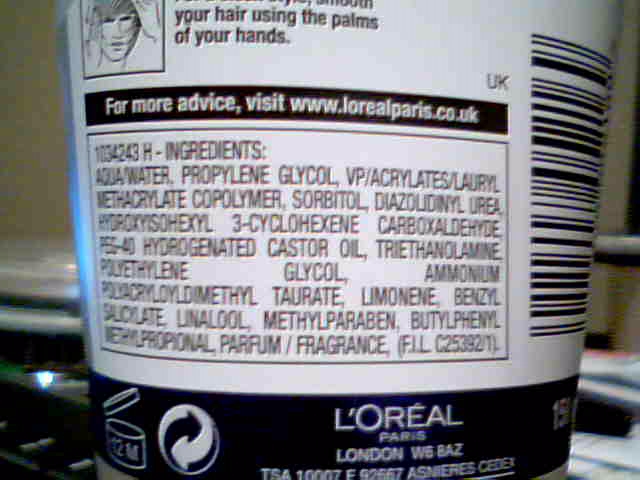 your hair using the palms
of your hands.
UK
For more advice, visit www.lorealparis.co.uk
1034243 H - INGREDIENTS:
AQUA/WATER, PROPYLENE GLYCOL, VP/ACRYLATES/LAURYL
METHACRYLATE COPOLYMER, SORBITOL, DIAZOLIDINYL UREA,
HYDROXYISOHEXYL 3-CYCLOHEXENE CARBOXALDEHYDE,
PEG-40 HYDROGENATED CASTOR OIL, TRIETHANOLAMINE,
POLYETHYLENE GLYCOL, AMMONIUM
POLYACRYLOYLDIMETHYL TAURATE, LIMONENE, BENZYL
SALICYLATE, LINALOOL, METHYLPARABEN, BUTYLPHENYL
METHYLPROPIONAL, PARFUM / FRAGRANCE, (F.I.L. C25392/1).
12 M
L'ORÉAL
PARIS
LONDON W6 8AZ
TSA 10007 F 92667 ASNIERES CEDEX